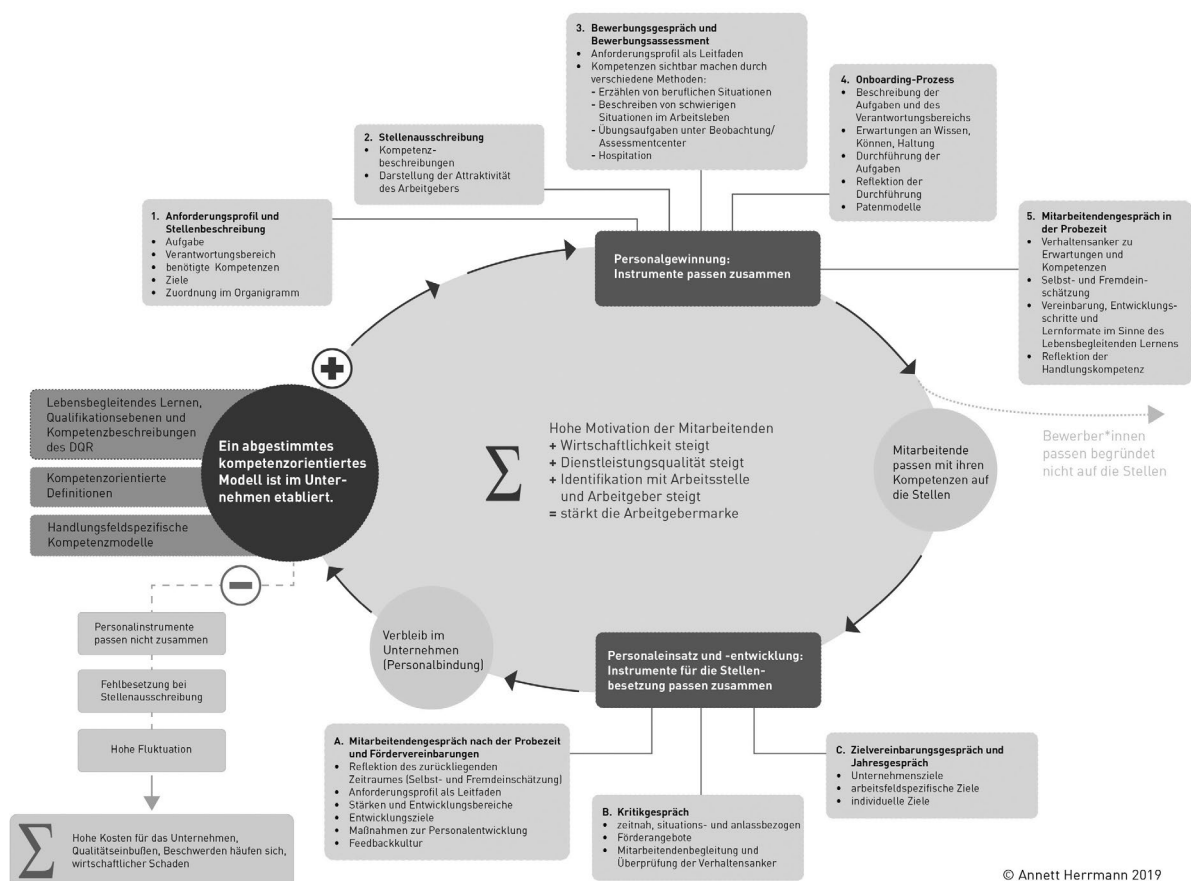 3. Bewerbungsgespräch und
Bewerbungsassessment
• Anforderungsprofil als Leitfaden
• Kompetenzen sichtbar machen durch
verschiedene Methoden:
- Erzählen von beruflichen Situationen
- Beschreiben von schwierigen
Situationen im Arbeitsleben
- Übungsaufgaben unter Beobachtung/
Assessmentcenter
- Hospitation
4. Onboarding-Prozess
• Beschreibung der
Aufgaben und des
Verantwortungsbereichs
• Erwartungen an Wissen,
Können, Haltung
• Durchführung der
Aufgaben
• Reflektion der
Durchführung
• Patenmodelle
2. Stellenausschreibung
• Kompetenz-
beschreibungen
• Darstellung der Attraktivität
des Arbeitgebers
1. Anforderungsprofil und
Stellenbeschreibung
• Aufgabe
• Verantwortungsbereich
• benötigte Kompetenzen
• Ziele
• Zuordnung im Organigramm
5. Mitarbeitendengespräch in
der Probezeit
• Verhaltensanker zu
Erwartungen und
Kompetenzen
• Selbst- und Fremdein-
schätzung
• Vereinbarung, Entwicklungs-
schritte und
Lernformate im Sinne des
Lebensbegleitenden Lernens
• Reflektion der
Handlungskompetenz
Personalgewinnung:
Instrumente passen zusammen
+
Lebensbegleitendes Lernen,
Qualifikationsebenen und
Kompetenzbeschreibungen
des DQR
Kompetenzorientierte
Definitionen
Handlungsfeldspezifische
Kompetenzmodelle
Ein abgestimmtes
kompetenzorientiertes
Modell ist im Unter-
nehmen etabliert.
Σ
Hohe Motivation der Mitarbeitenden
+ Wirtschaftlichkeit steigt
+ Dienstleistungsqualität steigt
+ Identifikation mit Arbeitsstelle
und Arbeitgeber steigt
= stärkt die Arbeitgebermarke
Mitarbeitende
passen mit ihren
Kompetenzen auf
die Stellen
Bewerber*innen
passen begründet
nicht auf die Stellen
−
Personalinstrumente
passen nicht zusammen
Fehlbesetzung bei
Stellenausschreibung
Hohe Fluktuation
Σ
Hohe Kosten für das Unternehmen,
Qualitätseinbußen, Beschwerden häufen sich,
wirtschaftlicher Schaden
Verbleib im
Unternehmen
(Personalbindung)
Personaleinsatz und -entwicklung:
Instrumente für die Stellen-
besetzung passen zusammen
A. Mitarbeitendengespräch nach der Probezeit
und Fördervereinbarungen
• Reflektion des zurückliegenden
Zeitraumes (Selbst- und Fremdeinschätzung)
• Anforderungsprofil als Leitfaden
• Stärken und Entwicklungsbereiche
• Entwicklungsziele
• Maßnahmen zur Personalentwicklung
• Feedbackkultur
B. Kritikgespräch
• zeitnah, situations- und anlassbezogen
• Förderangebote
• Mitarbeitendenbegleitung und
Überprüfung der Verhaltensanker
C. Zielvereinbarungsgespräch und
Jahresgespräch
• Unternehmensziele
• arbeitsfeldspezifische Ziele
• individuelle Ziele
© Annett Herrmann 2019